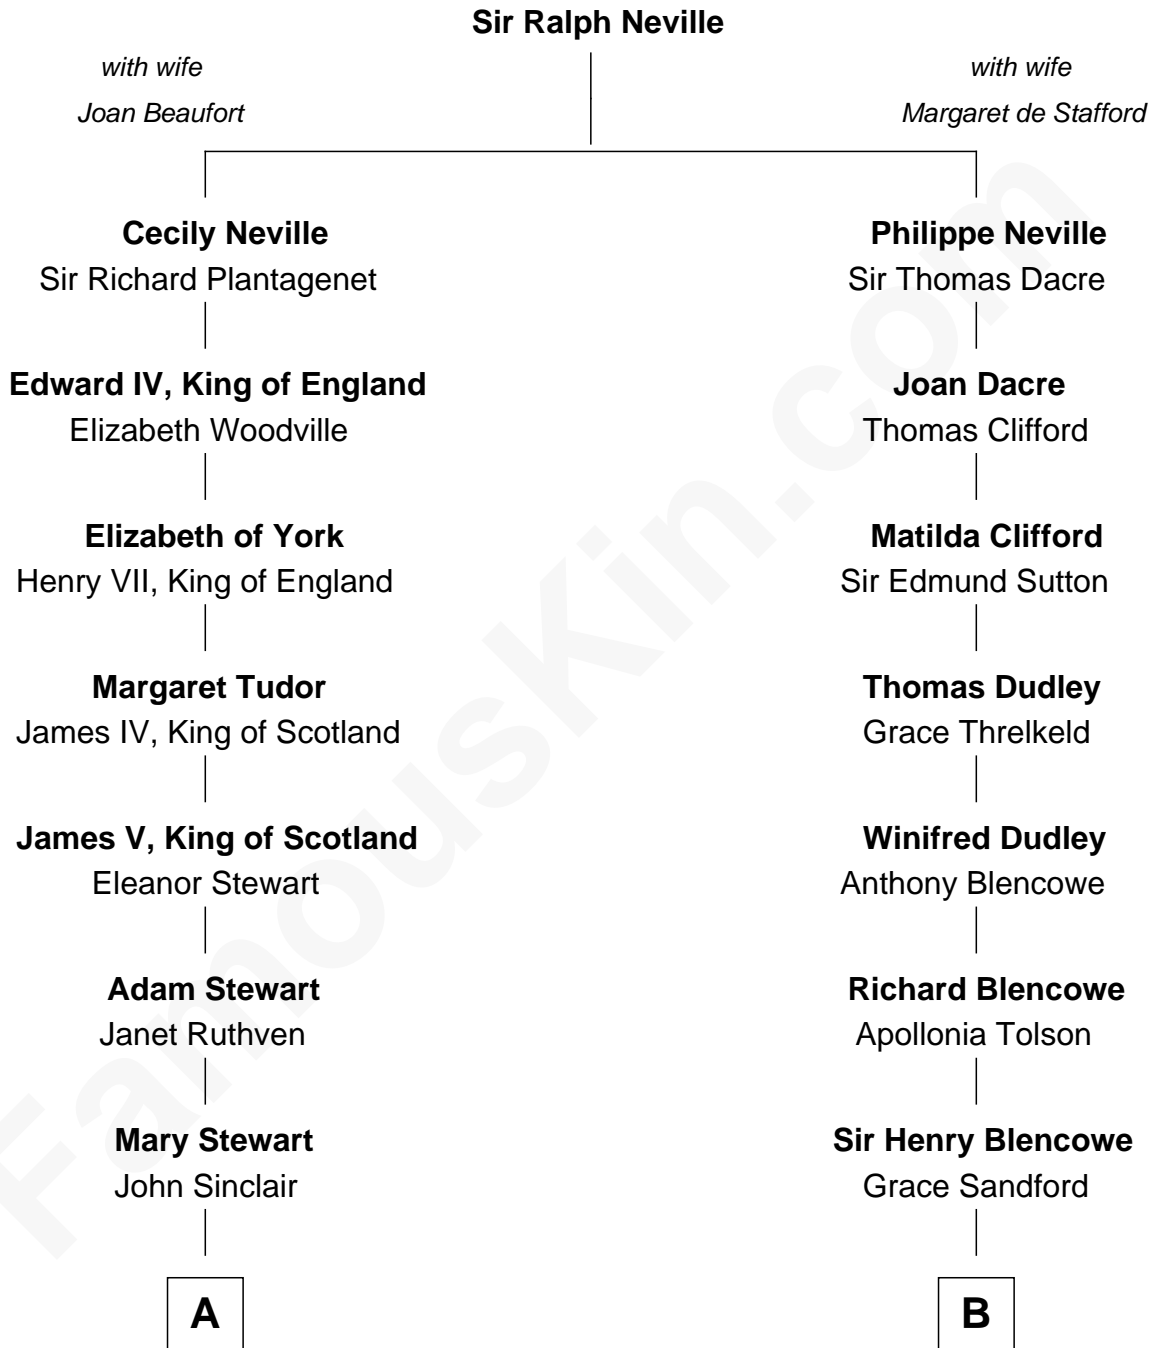 Sir Ralph Neville
with wife
Joan Beaufort
with wife
Margaret de Stafford
Cecily Neville
Sir Richard Plantagenet
Philippe Neville
Sir Thomas Dacre
Edward IV, King of England
Elizabeth Woodville
Joan Dacre
Thomas Clifford
Elizabeth of York
Henry VII, King of England
Matilda Clifford
Sir Edmund Sutton
Margaret Tudor
James IV, King of Scotland
Thomas Dudley
Grace Threlkeld
James V, King of Scotland
Eleanor Stewart
Winifred Dudley
Anthony Blencowe
Adam Stewart
Janet Ruthven
Richard Blencowe
Apollonia Tolson
Mary Stewart
John Sinclair
Sir Henry Blencowe
Grace Sandford
A
B
FamousKin.com